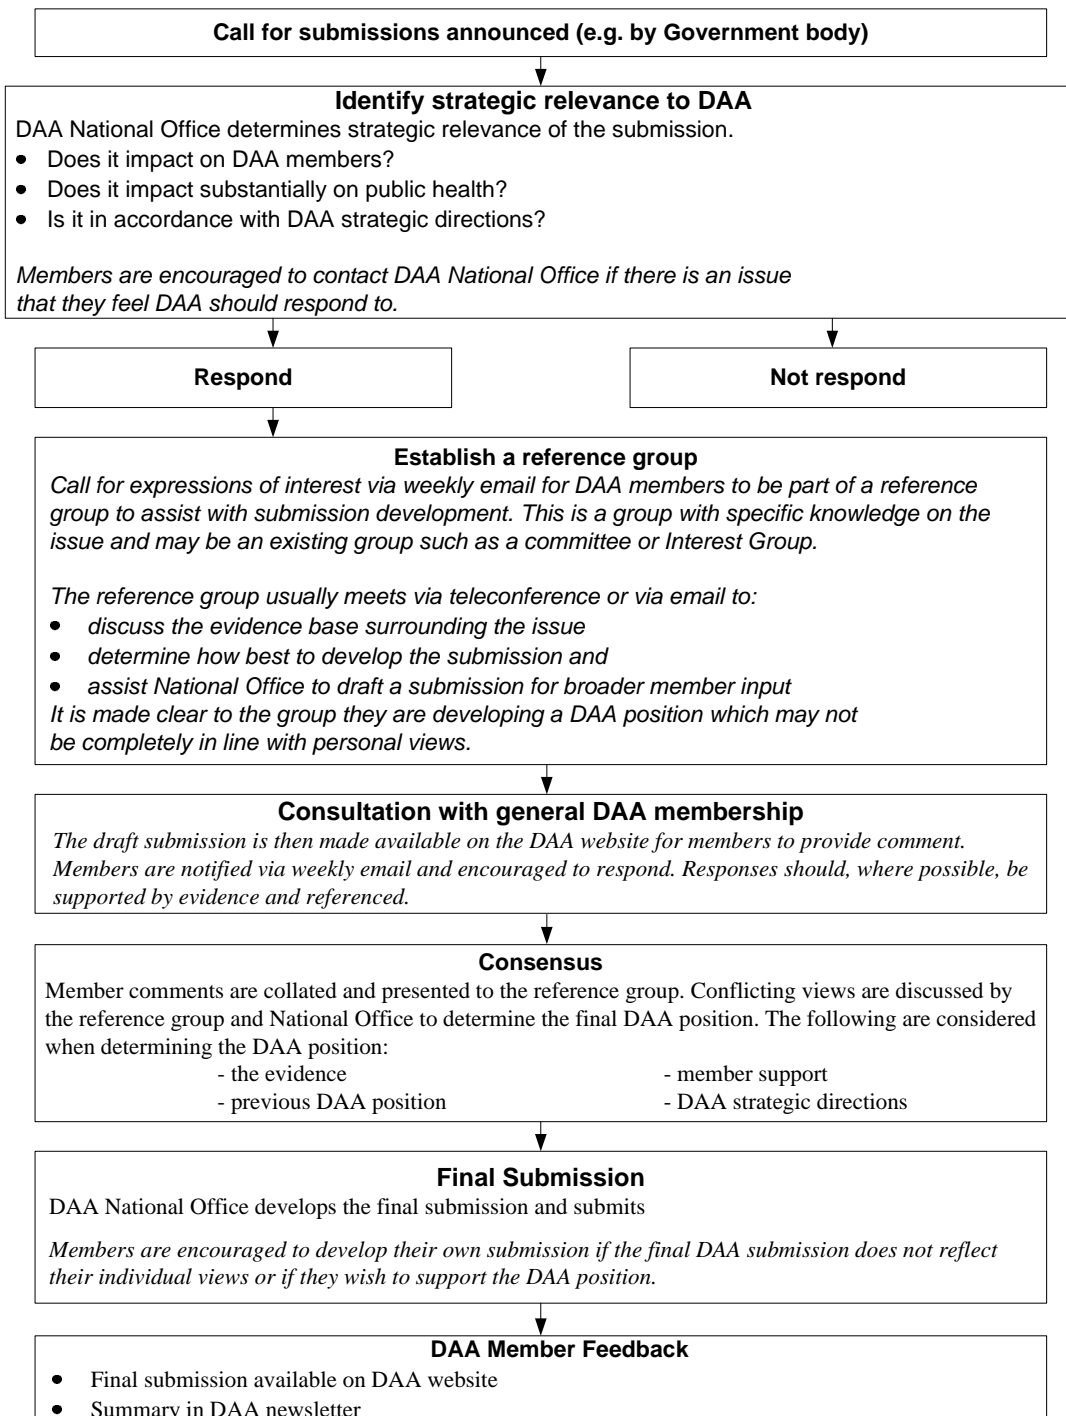 Call for submissions announced (e.g. by Government body)
Identify strategic relevance to DAA
DAA National Office determines strategic relevance of the submission.
• Does it impact on DAA members?
• Does it impact substantially on public health?
• Is it in accordance with DAA strategic directions?
Members are encouraged to contact DAA National Office if there is an issue
that they feel DAA should respond to.
Respond
Not respond
Establish a reference group
Call for expressions of interest via weekly email for DAA members to be part of a reference
group to assist with submission development. This is a group with specific knowledge on the
issue and may be an existing group such as a committee or Interest Group.
The reference group usually meets via teleconference or via email to:
• discuss the evidence base surrounding the issue
• determine how best to develop the submission and
• assist National Office to draft a submission for broader member input
It is made clear to the group they are developing a DAA position which may not
be completely in line with personal views.
Consultation with general DAA membership
The draft submission is then made available on the DAA website for members to provide comment.
Members are notified via weekly email and encouraged to respond. Responses should, where possible, be
supported by evidence and referenced.
Consensus
Member comments are collated and presented to the reference group. Conflicting views are discussed by
the reference group and National Office to determine the final DAA position. The following are considered
when determining the DAA position:
- the evidence - member support
- previous DAA position - DAA strategic directions
Final Submission
DAA National Office develops the final submission and submits
Members are encouraged to develop their own submission if the final DAA submission does not reflect
their individual views or if they wish to support the DAA position.
DAA Member Feedback
• Final submission available on DAA website
• Summary in DAA newsletter